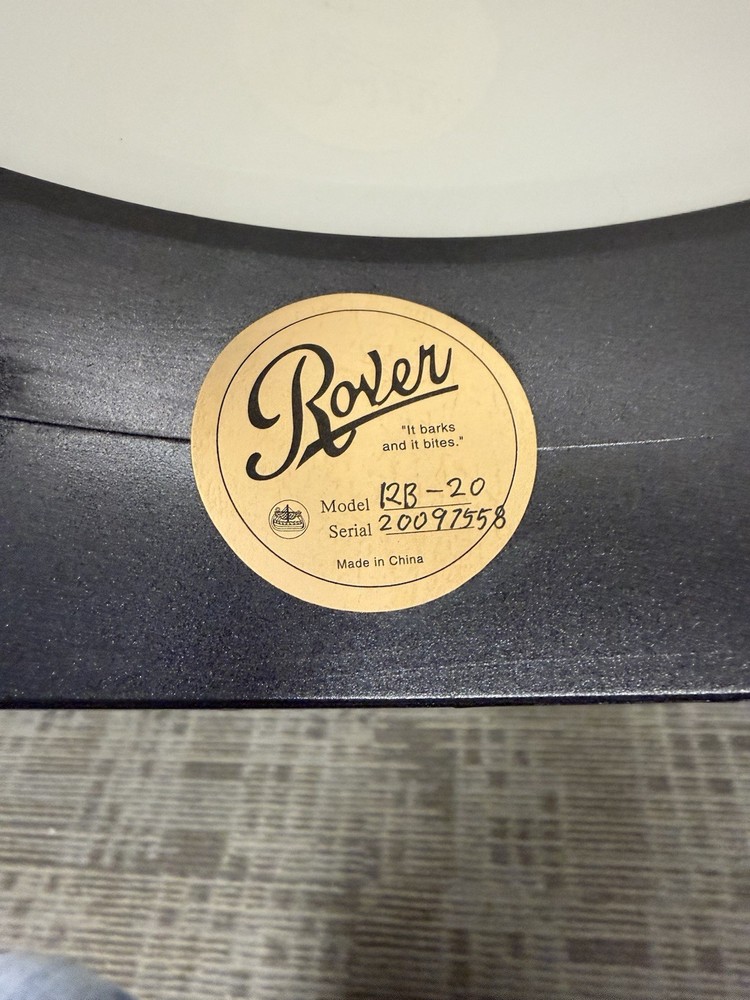 Rover
"It barks
and it bites."
Model RB-20
Serial 20097558
Made in China